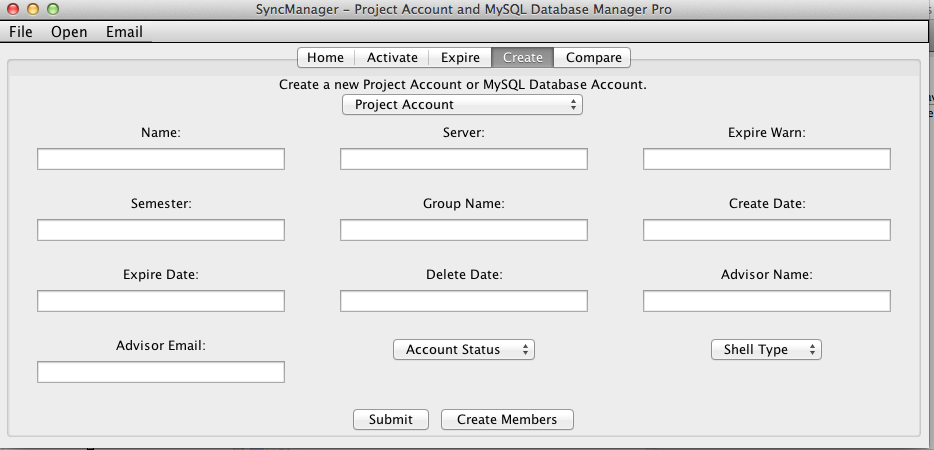 SyncManager – Project Account and MySQL Database Manager Pro
File Open Email
Home Activate Expire Create Compare
Create a new Project Account or MySQL Database Account.
Project Account
Name: Server: Expire Warn:
Semester: Group Name: Create Date:
Expire Date: Delete Date: Advisor Name:
Advisor Email: Account Status Shell Type
Submit Create Members